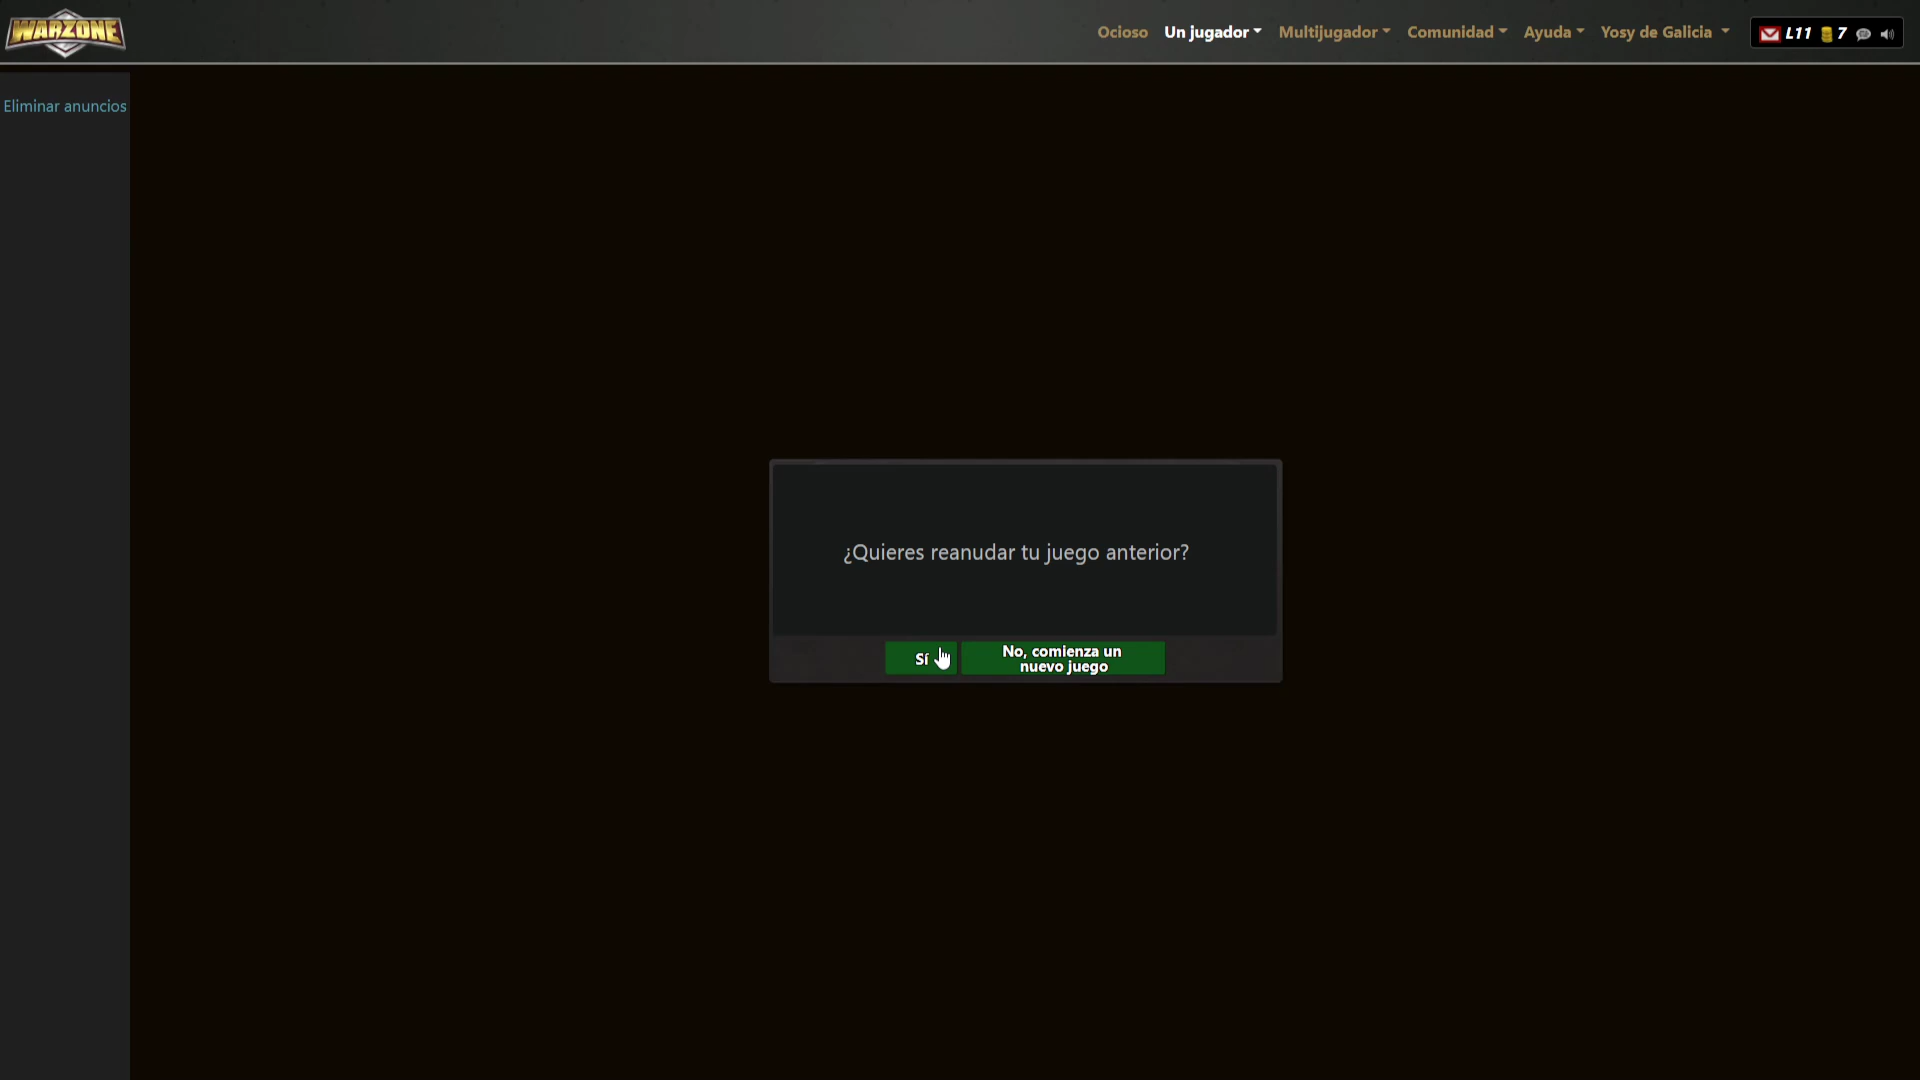 WARZONE
Ocioso Un jugador Multijugador Comunidad Ayuda Yosy de Galicia L11 7
Eliminar anuncios
¿Quieres reanudar tu juego anterior?
Sí
No, comienza un
nuevo juego